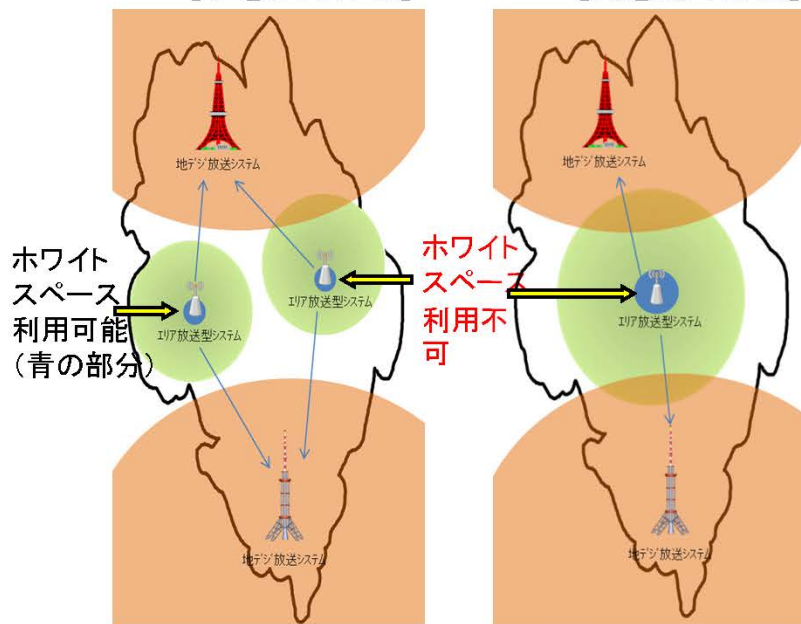 地デジ放送システム
地デジ放送システム
ホワイト
スペース
利用可能
(青の部分)
エリア放送型システム
エリア放送型システム
ホワイト
スペース
利用不
可
エリア放送型システム
地デジ放送システム
地デジ放送システム